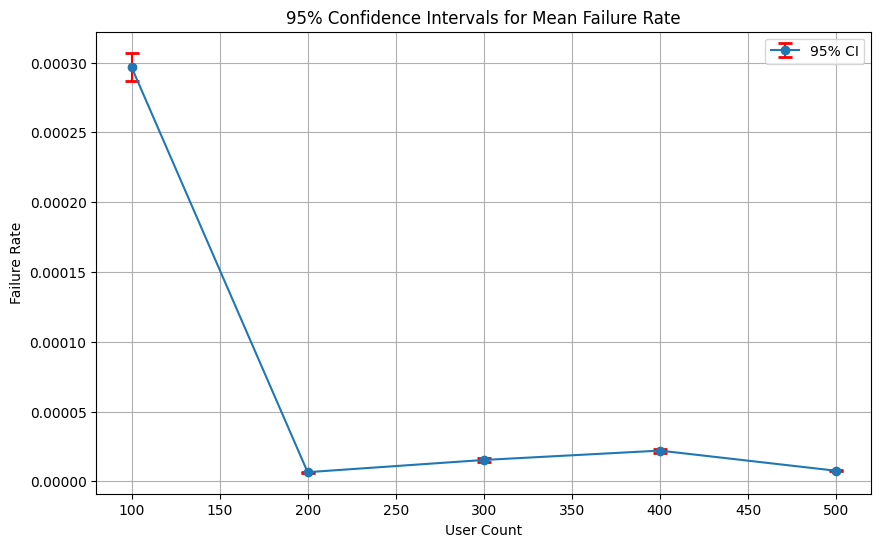 95% Confidence Intervals for Mean Failure Rate
95% CI
Failure Rate
0.00030
0.00025
0.00020
0.00015
0.00010
0.00005
0.00000
100 150 200 250 300 350 400 450 500
User Count